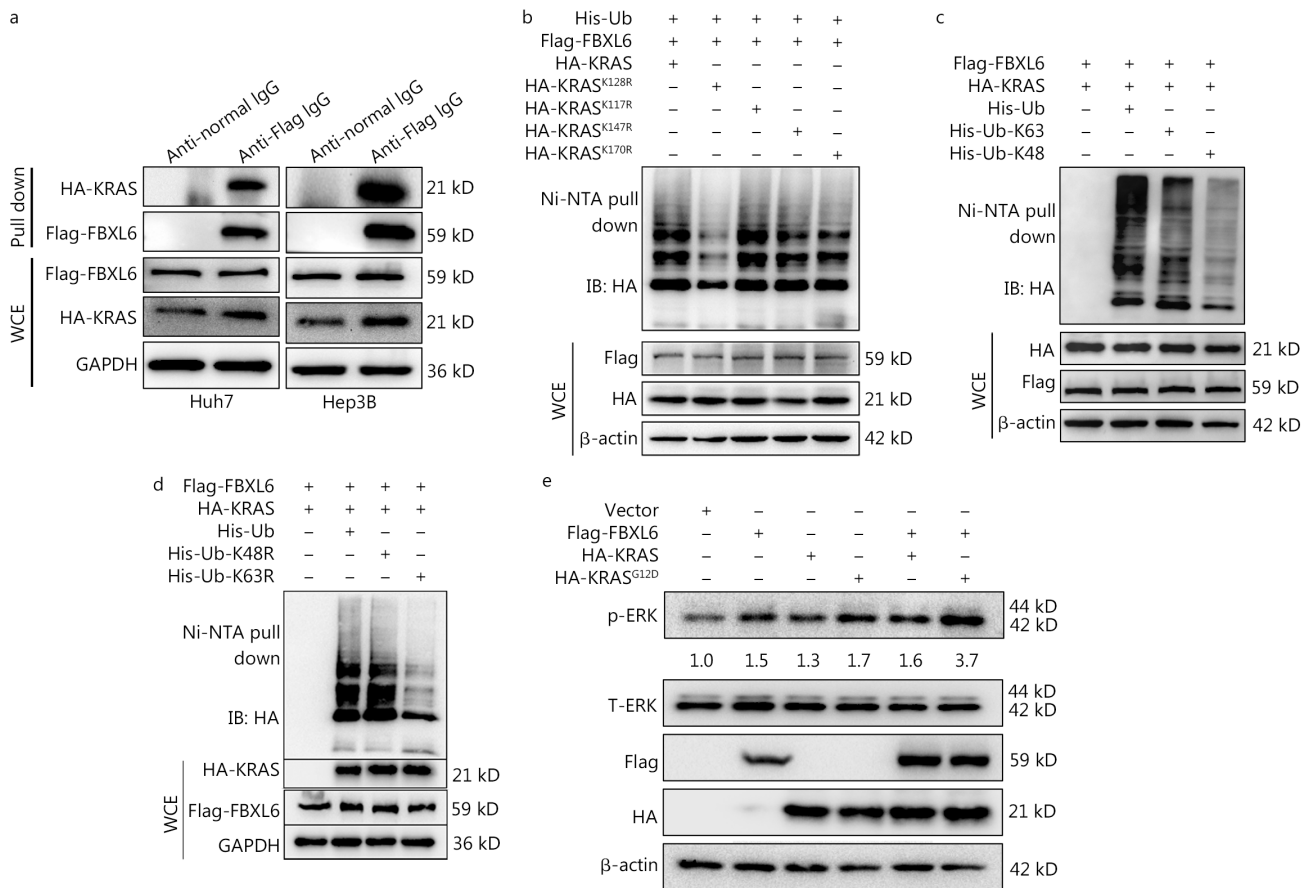 a
Anti-normal IgG
Anti-Flag IgG
Anti-normal IgG
Anti-Flag IgG
Pull down
HA-KRAS 21 kD
Flag-FBXL6 59 kD
WCE
Flag-FBXL6 59 kD
HA-KRAS 21 kD
GAPDH 36 kD
Huh7 Hep3B
b
His-Ub + + + + +
Flag-FBXL6 + + + + +
HA-KRAS + – – – –
HA-KRASK128R – + – – –
HA-KRASK117R – – + – –
HA-KRASK147R – – – + –
HA-KRASK170R – – – – +
Ni-NTA pull
down
IB: HA
WCE
Flag 59 kD
HA 21 kD
β-actin 42 kD
c
Flag-FBXL6 + + + +
HA-KRAS + + + +
His-Ub – + – –
His-Ub-K63 – – + –
His-Ub-K48 – – – +
Ni-NTA pull
down
IB: HA
WCE
HA 21 kD
Flag 59 kD
β-actin 42 kD
d
Flag-FBXL6 + + + +
HA-KRAS + + + +
His-Ub – + – –
His-Ub-K48R – – + –
His-Ub-K63R – – – +
Ni-NTA pull
down
IB: HA
WCE
HA-KRAS 21 kD
Flag-FBXL6 59 kD
GAPDH 36 kD
e
Vector + – – – – –
Flag-FBXL6 – + – – + +
HA-KRAS – – + – + –
HA-KRASG12D – – – + – +
p-ERK 44 kD
42 kD
1.0 1.5 1.3 1.7 1.6 3.7
T-ERK 44 kD
42 kD
Flag 59 kD
HA 21 kD
β-actin 42 kD